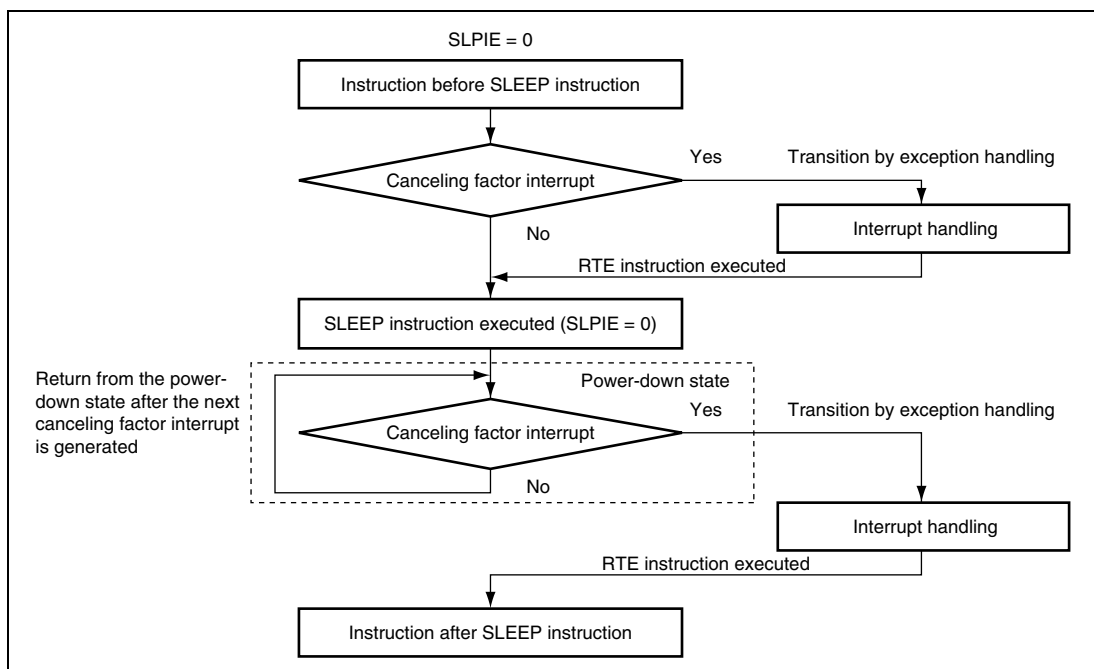 SLPIE = 0
Instruction before SLEEP instruction
Canceling factor interrupt
Yes
Transition by exception handling
Interrupt handling
No
RTE instruction executed
SLEEP instruction executed (SLPIE = 0)
Return from the power-
down state after the next
canceling factor interrupt
is generated
Power-down state
Canceling factor interrupt
Yes
Transition by exception handling
No
Interrupt handling
RTE instruction executed
Instruction after SLEEP instruction